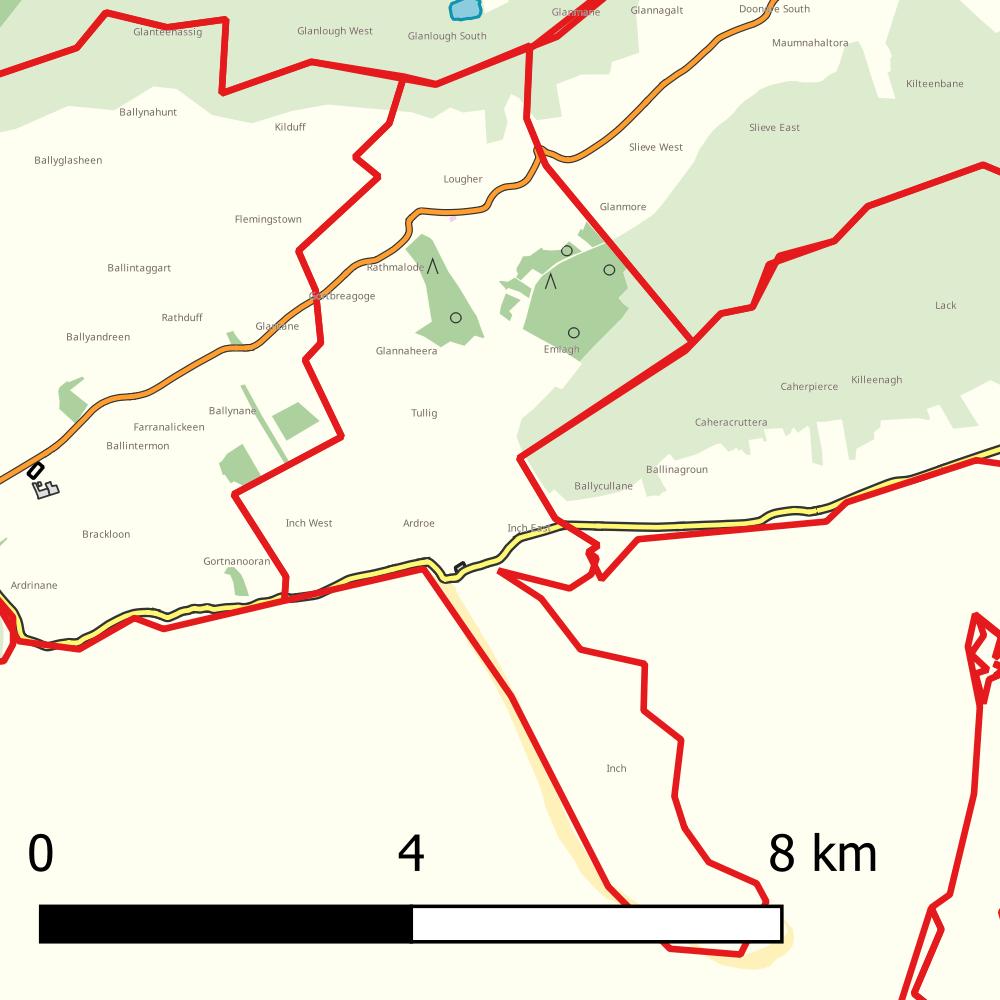 Glanmane
Glannagalt
Doonore South
Glanteenassig
Glanlough West
Glanlough South
Maumnahaltora
Kilteenbane
Ballynahunt
Kilduff
Slieve East
Ballyglasheen
Slieve West
Lougher
Glanmore
Flemingstown
Ballintaggart
Rathmalode
Gortbreagoge
Lack
Rathduff
Glanmane
Ballyandreen
Glannaheera
Emlagh
Caherpierce
Killeenagh
Ballynane
Tullig
Caheracruttera
Farranalickeen
Ballintermon
Ballinagroun
Ballycullane
Inch West
Ardroe
Inch East
Brackloon
Gortnanooran
Ardrinane
Inch
0
4
8 km